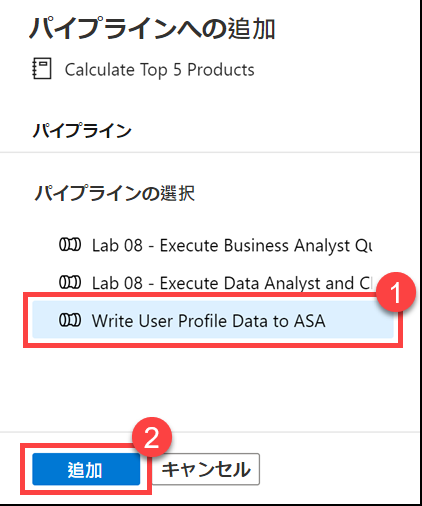 パイプラインへの追加
Calculate Top 5 Products
パイプライン
パイプラインの選択
Lab 08 - Execute Business Analyst Qu
Lab 08 - Execute Data Analyst and Cl
1
Write User Profile Data to ASA
2
追加
キャンセル